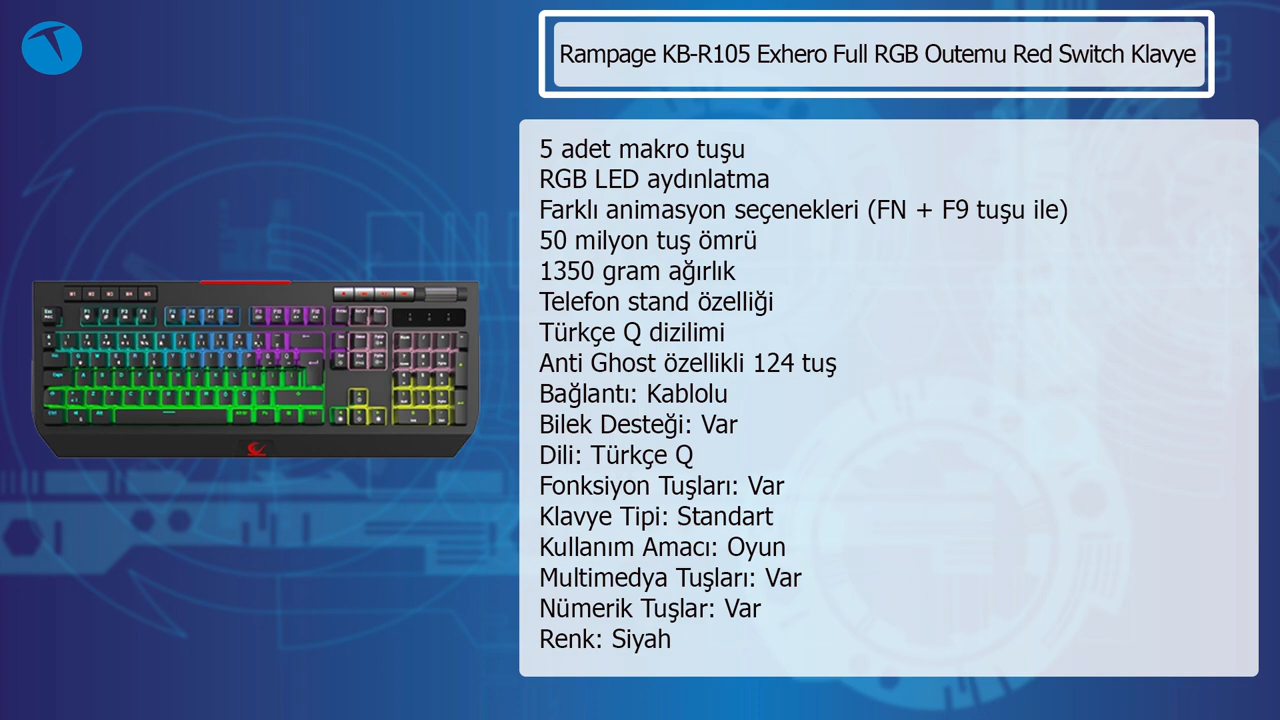 Rampage KB-R105 Exhero Full RGB Outemu Red Switch Klavye
5 adet makro tuşu
RGB LED aydınlatma
Farklı animasyon seçenekleri (FN + F9 tuşu ile)
50 milyon tuş ömrü
1350 gram ağırlık
Telefon stand özelliği
Türkçe Q dizilimi
Anti Ghost özellikli 124 tuş
Bağlantı: Kablolu
Bilek Desteği: Var
Dili: Türkçe Q
Fonksiyon Tuşları: Var
Klavye Tipi: Standart
Kullanım Amacı: Oyun
Multimedya Tuşları: Var
Nümerik Tuşlar: Var
Renk: Siyah